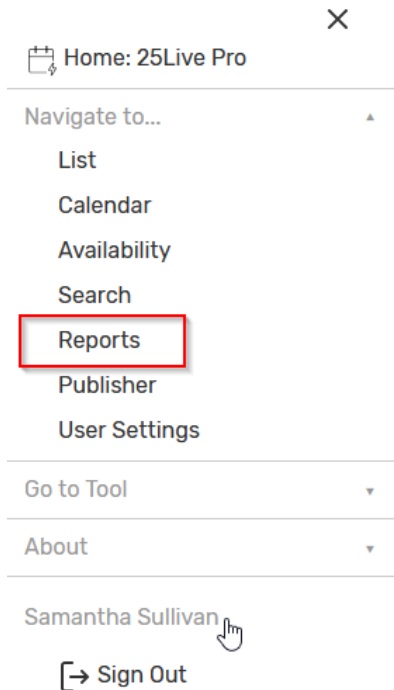 Home: 25Live Pro
Navigate to...
List
Calendar
Availability
Search
Reports
Publisher
User Settings
Go to Tool
About
Samantha Sullivan
Sign Out